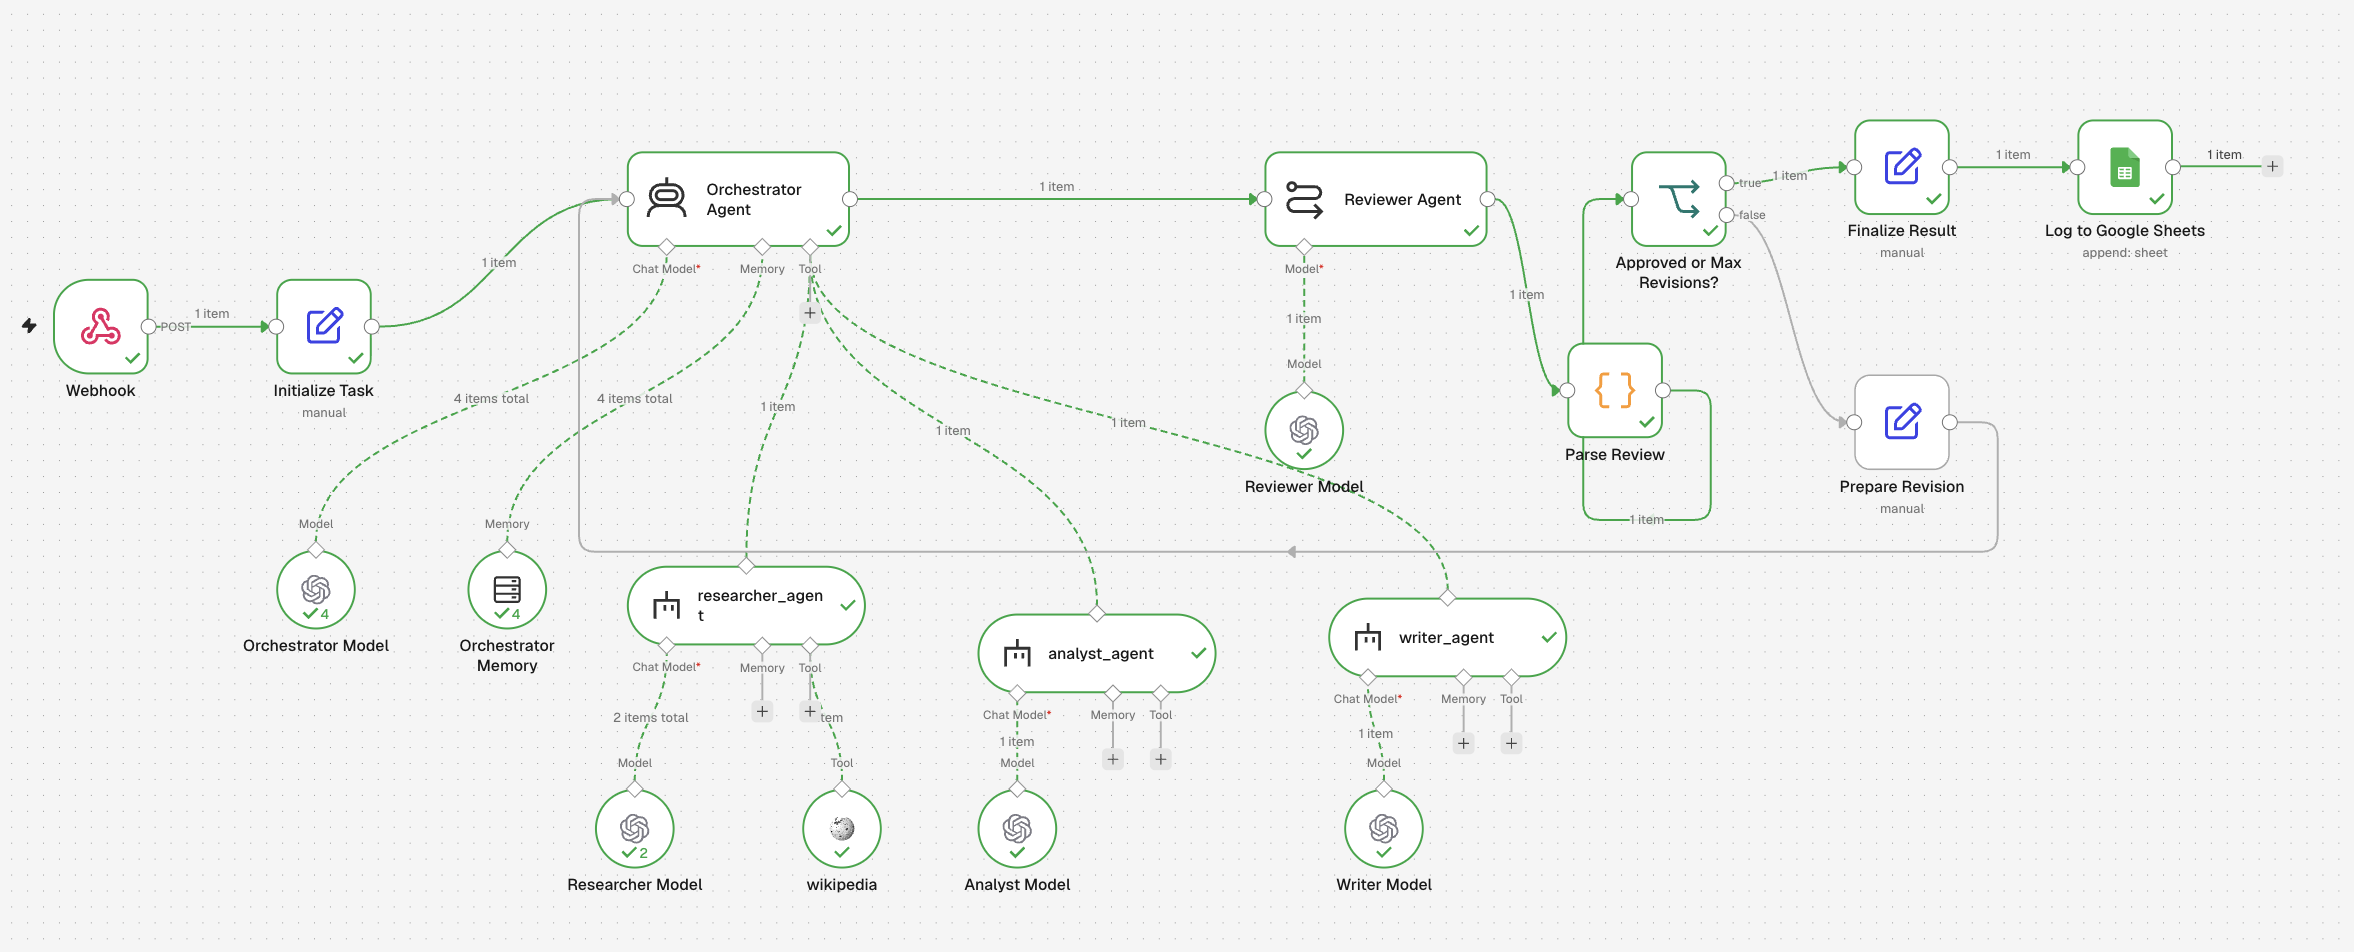 Webhook
POST
1 item
Initialize Task
manual
1 item
Orchestrator
Agent
Chat Model*
Memory
Tool
1 item
4 items total
4 items total
1 item
1 item
1 item
Model
Orchestrator Model
4
Memory
Orchestrator
Memory
4
researcher_agen
t
Chat Model*
Memory
Tool
2 items total
tem
Model
2
Researcher Model
Tool
wikipedia
analyst_agent
Chat Model*
Memory
Tool
1 item
Model
Analyst Model
writer_agent
Chat Model*
Memory
Tool
1 item
Model
Writer Model
Reviewer Agent
Model*
1 item
Model
Reviewer Model
1 item
Parse Review
1 item
Approved or Max
Revisions?
true
1 item
false
Finalize Result
manual
1 item
Log to Google Sheets
append: sheet
1 item
Prepare Revision
manual